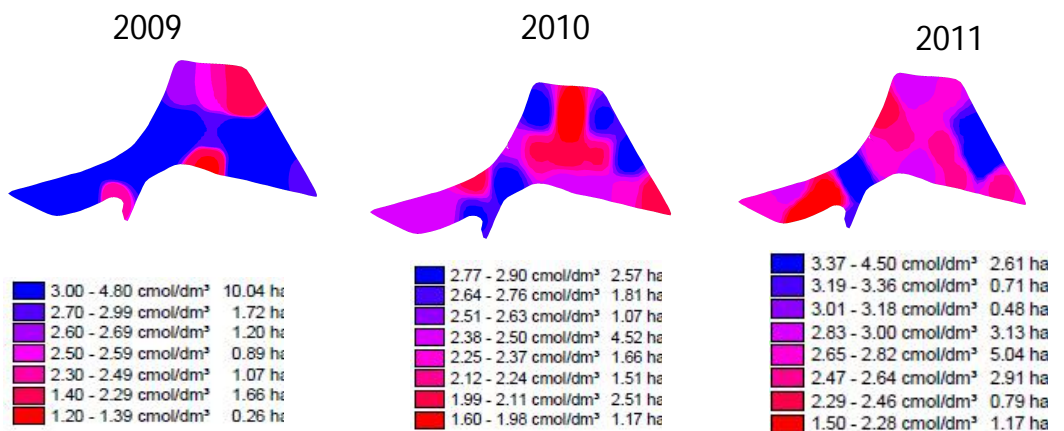 2009
2010
2011
3.00 - 4.80 cmol/dm³ 10.04 ha
2.70 - 2.99 cmol/dm³ 1.72 ha
2.60 - 2.69 cmol/dm³ 1.20 ha
2.50 - 2.59 cmol/dm³ 0.89 ha
2.30 - 2.49 cmol/dm³ 1.07 ha
1.40 - 2.29 cmol/dm³ 1.66 ha
1.20 - 1.39 cmol/dm³ 0.26 ha
2.77 - 2.90 cmol/dm³ 2.57 ha
2.64 - 2.76 cmol/dm³ 1.81 ha
2.51 - 2.63 cmol/dm³ 1.07 ha
2.38 - 2.50 cmol/dm³ 4.52 ha
2.25 - 2.37 cmol/dm³ 1.66 ha
2.12 - 2.24 cmol/dm³ 1.51 ha
1.99 - 2.11 cmol/dm³ 2.51 ha
1.60 - 1.98 cmol/dm³ 1.17 ha
3.37 - 4.50 cmol/dm³ 2.61 ha
3.19 - 3.36 cmol/dm³ 0.71 ha
3.01 - 3.18 cmol/dm³ 0.48 ha
2.83 - 3.00 cmol/dm³ 3.13 ha
2.65 - 2.82 cmol/dm³ 5.04 ha
2.47 - 2.64 cmol/dm³ 2.91 ha
2.29 - 2.46 cmol/dm³ 0.79 ha
1.50 - 2.28 cmol/dm³ 1.17 ha